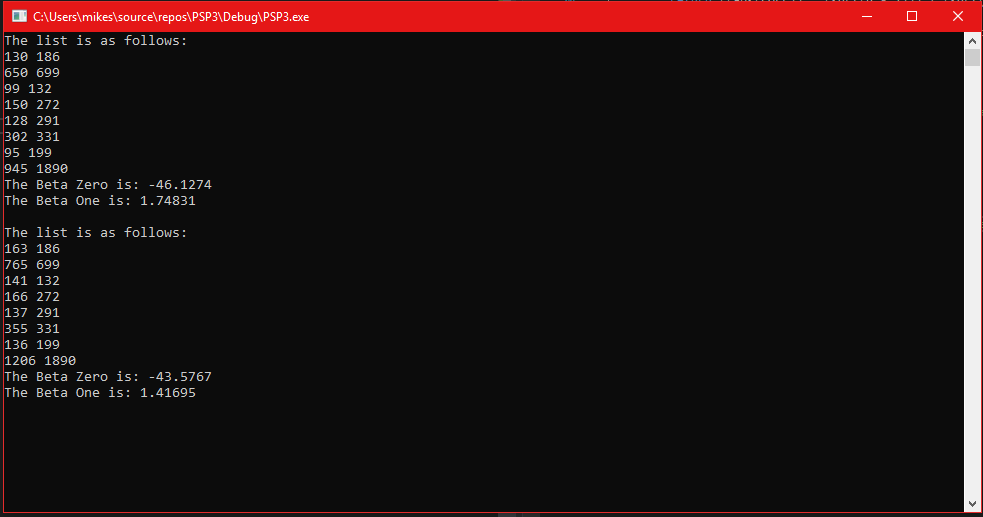 C:\Users\mikes\source\repos\PSP3\Debug\PSP3.exe
The list is as follows:
130 186
650 699
99 132
150 272
128 291
302 331
95 199
945 1890
The Beta Zero is: -46.1274
The Beta One is: 1.74831
The list is as follows:
163 186
765 699
141 132
166 272
137 291
355 331
136 199
1206 1890
The Beta Zero is: -43.5767
The Beta One is: 1.41695